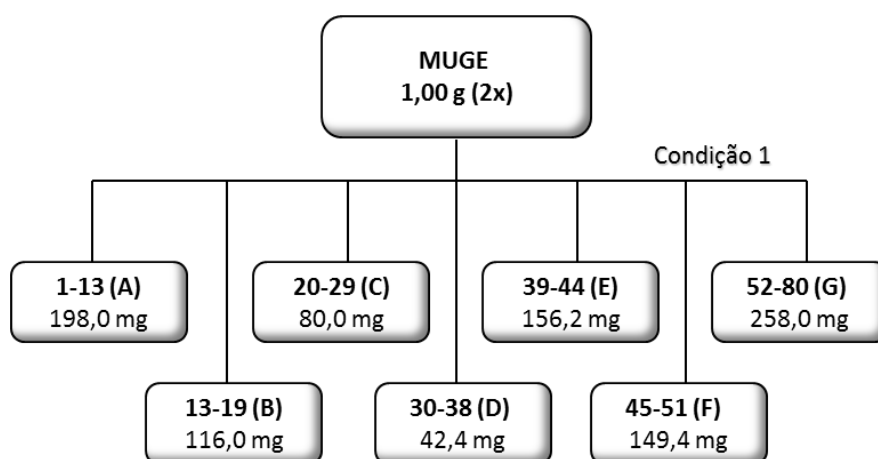 MUGE
1,00 g (2x)
Condição 1
1-13 (A)
198,0 mg
20-29 (C)
80,0 mg
39-44 (E)
156,2 mg
52-80 (G)
258,0 mg
13-19 (B)
116,0 mg
30-38 (D)
42,4 mg
45-51 (F)
149,4 mg